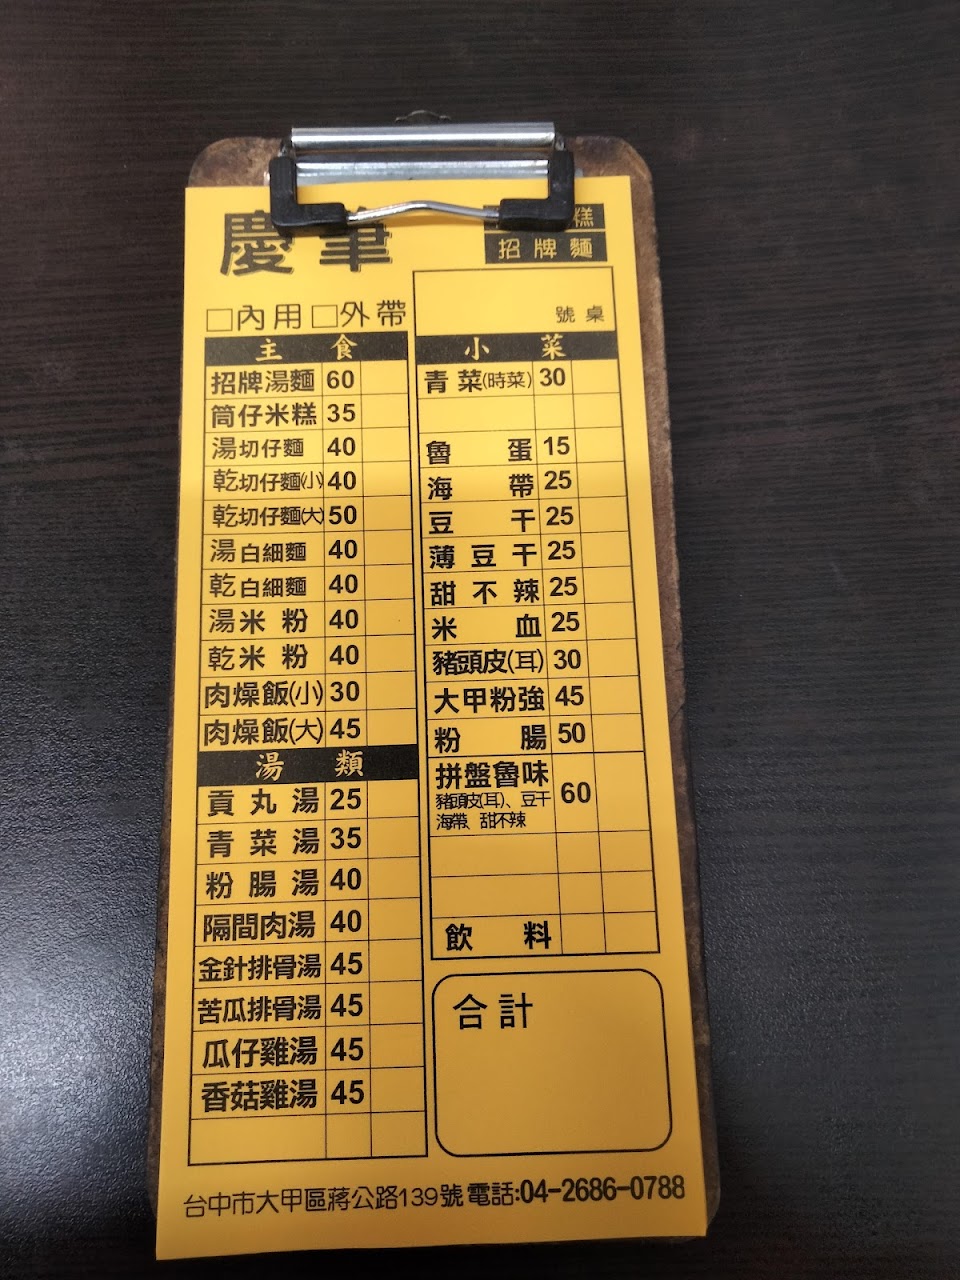 慶筆
糕
招牌麵
□內用 □外帶
號桌
主食
招牌湯麵 60
筒仔米糕 35
湯切仔麵 40
乾切仔麵(小) 40
乾切仔麵(大) 50
湯白細麵 40
乾白細麵 40
湯米粉 40
乾米粉 40
肉燥飯(小) 30
肉燥飯(大) 45
湯類
貢丸湯 25
青菜湯 35
粉腸湯 40
隔間肉湯 40
金針排骨湯 45
苦瓜排骨湯 45
瓜仔雞湯 45
香菇雞湯 45
小菜
青菜(時菜) 30
魯蛋 15
海帶 25
豆干 25
薄豆干 25
甜不辣 25
米血 25
豬頭皮(耳) 30
大甲粉強 45
粉腸 50
拼盤魯味 60
豬頭皮(耳)、豆干
海帶、甜不辣
飲料
合計
台中市大甲區蔣公路139號 電話:04-2686-0788